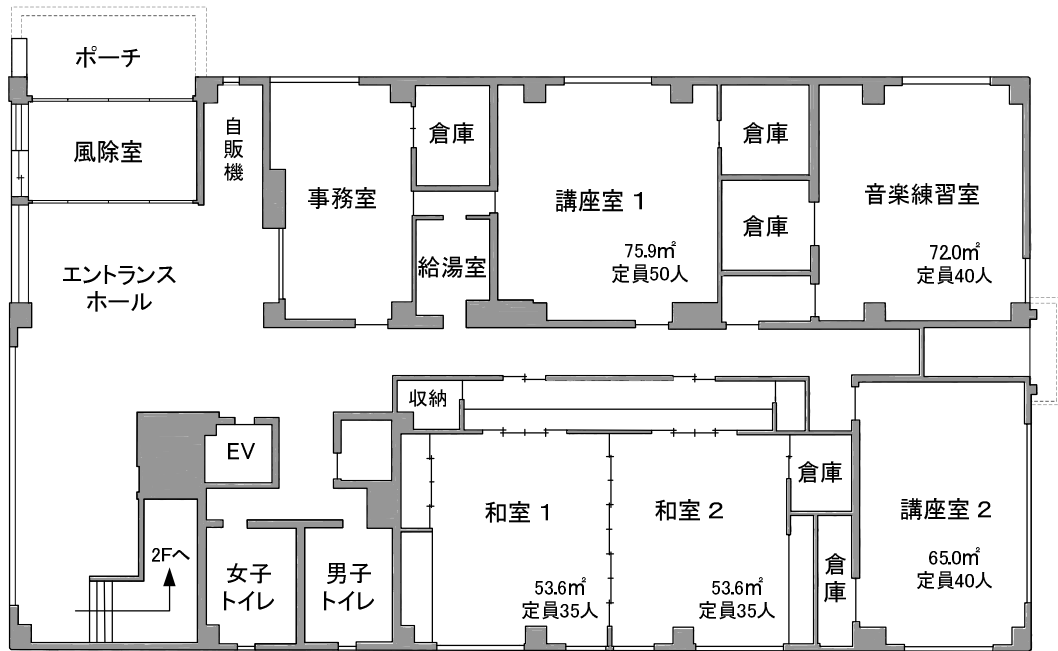 ポーチ
風除室
自販機
事務室
倉庫
講座室 1
75.9㎡
定員50人
倉庫
倉庫
音楽練習室
72.0㎡
定員40人
エントランス
ホール
給湯室
収納
EV
2Fへ
女子
トイレ
男子
トイレ
和室 1
53.6㎡
定員35人
和室 2
53.6㎡
定員35人
倉庫
倉庫
講座室 2
65.0㎡
定員40人